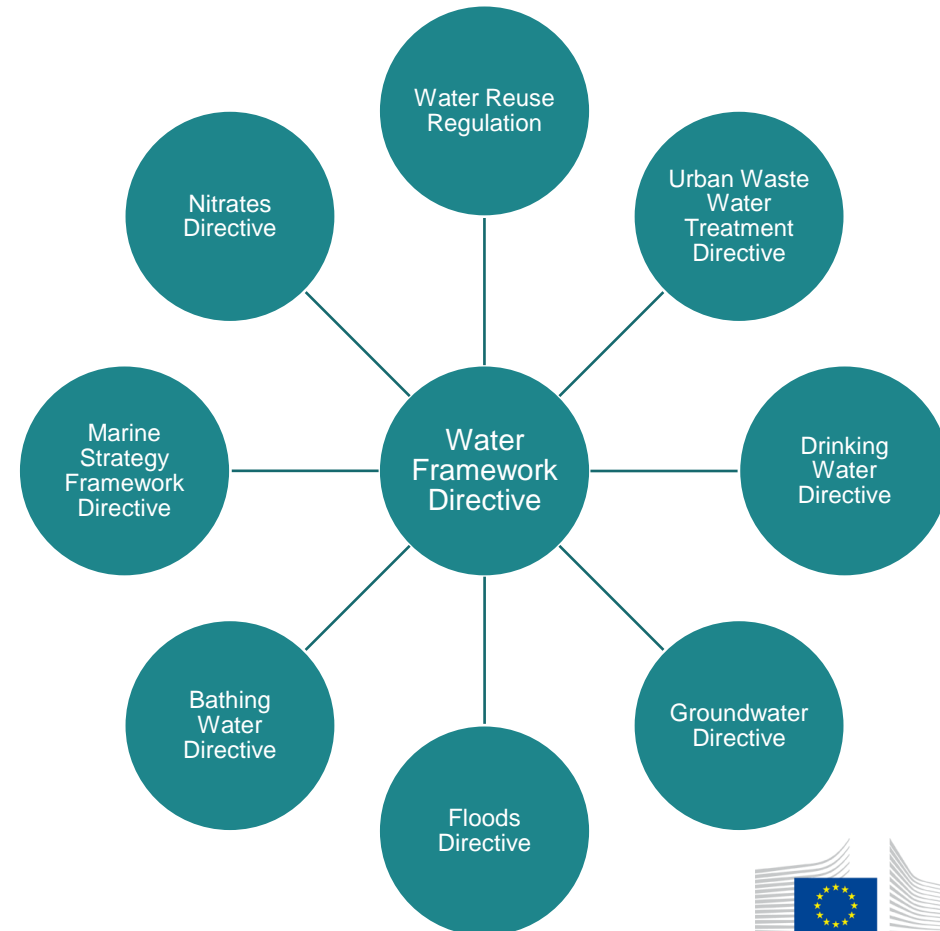 Water Reuse
Regulation
Urban Waste
Water
Treatment
Directive
Drinking
Water
Directive
Groundwater
Directive
Floods
Directive
Bathing
Water
Directive
Marine
Strategy
Framework
Directive
Nitrates
Directive
Water
Framework
Directive